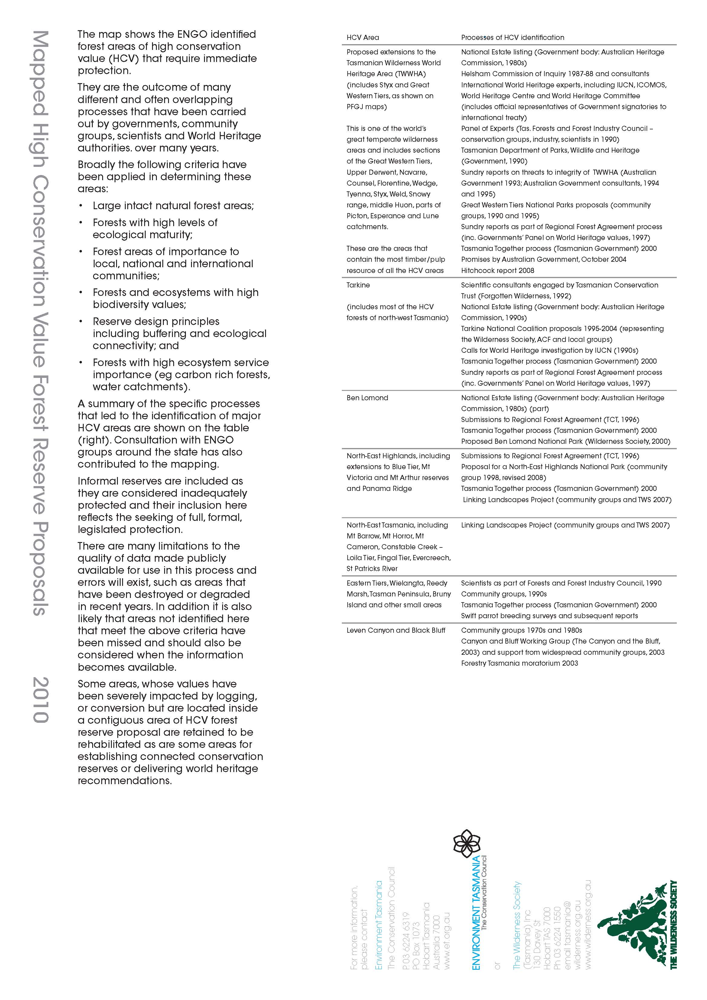 Mapped High Conservation Value Forest Reserve Proposals 2010
The map shows the ENGO identified
forest areas of high conservation
value (HCV) that require immediate
protection.
They are the outcome of many
different and often overlapping
processes that have been carried
out by governments, community
groups, scientists and World Heritage
authorities. over many years.
Broadly the following criteria have
been applied in determining these
areas:
• Large intact natural forest areas;
• Forests with high levels of
ecological maturity;
• Forest areas of importance to
local, national and international
communities;
• Forests and ecosystems with high
biodiversity values;
• Reserve design principles
including buffering and ecological
connectivity; and
• Forests with high ecosystem service
importance (eg carbon rich forests,
water catchments).
A summary of the specific processes
that led to the identification of major
HCV areas are shown on the table
(right). Consultation with ENGO
groups around the state has also
contributed to the mapping.
Informal reserves are included as
they are considered inadequately
protected and their inclusion here
reflects the seeking of full, formal,
legislated protection.
There are many limitations to the
quality of data made publicly
available for use in this process and
errors will exist, such as areas that
have been destroyed or degraded
in recent years. In addition it is also
likely that areas not identified here
that meet the above criteria have
been missed and should also be
considered when the information
becomes available.
Some areas, whose values have
been severely impacted by logging,
or conversion but are located inside
a contiguous area of HCV forest
reserve proposal are retained to be
rehabilitated as are some areas for
establishing connected conservation
reserves or delivering world heritage
recommendations.
HCV Area
Processes of HCV identification
Proposed extensions to the
Tasmanian Wilderness World
Heritage Area (TWWHA)
(includes Styx and Great
Western Tiers, as shown on
PFGJ maps)
This is one of the world's
great temperate wilderness
areas and includes sections
of the Great Western Tiers,
Upper Derwent, Navarre,
Counsel, Florentine, Wedge,
Tyenna, Styx, Weld, Snowy
range, middle Huon, parts of
Picton, Esperance and Lune
catchments.
These are the areas that
contain the most timber/pulp
resource of all the HCV areas
National Estate listing (Government body: Australian Heritage
Commission, 1980s)
Helsham Commission of Inquiry 1987-88 and consultants
International World Heritage experts, including IUCN, ICOMOS,
World Heritage Centre and World Heritage Committee
(includes official representatives of Government signatories to
international treaty)
Panel of Experts (Tas. Forests and Forest Industry Council –
conservation groups, industry, scientists in 1990)
Tasmanian Department of Parks, Wildlife and Heritage
(Government, 1990)
Sundry reports on threats to integrity of TWWHA (Australian
Government 1993; Australian Government consultants, 1994
and 1995)
Great Western Tiers National Parks proposals (community
groups, 1990 and 1995)
Sundry reports as part of Regional Forest Agreement process
(inc. Governments' Panel on World Heritage values, 1997)
Tasmania Together process (Tasmanian Government) 2000
Promises by Australian Government, October 2004
Hitchcock report 2008
Tarkine
(includes most of the HCV
forests of north-west Tasmania)
Scientific consultants engaged by Tasmanian Conservation
Trust (Forgotten Wilderness, 1992)
National Estate listing (Government body: Australian Heritage
Commission, 1990s)
Tarkine National Coalition proposals 1995-2004 (representing
the Wilderness Society, ACF and local groups)
Calls for World Heritage investigation by IUCN (1990s)
Tasmania Together process (Tasmanian Government) 2000
Sundry reports as part of Regional Forest Agreement process
(inc. Governments' Panel on World Heritage values, 1997)
Ben Lomond
National Estate listing (Government body: Australian Heritage
Commission, 1980s) (part)
Submissions to Regional Forest Agreement (TCT, 1996)
Tasmania Together process (Tasmanian Government) 2000
Proposed Ben Lomond National Park (Wilderness Society, 2000)
North-East Highlands, including
extensions to Blue Tier, Mt
Victoria and Mt Arthur reserves
and Panama Ridge
Submissions to Regional Forest Agreement (TCT, 1996)
Proposal for a North-East Highlands National Park (community
group 1998, revised 2008)
Tasmania Together process (Tasmanian Government) 2000
Linking Landscapes Project (community groups and TWS 2007)
North-East Tasmania, including
Mt Barrow, Mt Horror, Mt
Cameron, Constable Creek –
Loila Tier, Fingal Tier, Evercreech,
St Patricks River
Linking Landscapes Project (community groups and TWS 2007)
Eastern Tiers, Wielangta, Reedy
Marsh, Tasman Peninsula, Bruny
Island and other small areas
Scientists as part of Forests and Forest Industry Council, 1990
Community groups, 1990s
Tasmania Together process (Tasmanian Government) 2000
Swift parrot breeding surveys and subsequent reports
Leven Canyon and Black Bluff
Community groups 1970s and 1980s
Canyon and Bluff Working Group (The Canyon and the Bluff,
2003) and support from widespread community groups, 2003
Forestry Tasmania moratorium 2003
For more information,
please contact
Environment Tasmania
The Conservation Council
P. 03 6224 6319
PO Box 1073
Hobart Tasmania
Australia 7000
www.et.org.au
ENVIRONMENT TASMANIA
The Conservation Council
or
The Wilderness Society
(Tasmania) Inc
130 Davey St
Hobart TAS 7000
Ph 03 6224 1550
email tasmania@
wilderness.org.au
www.wilderness.org.au
THE WILDERNESS SOCIETY